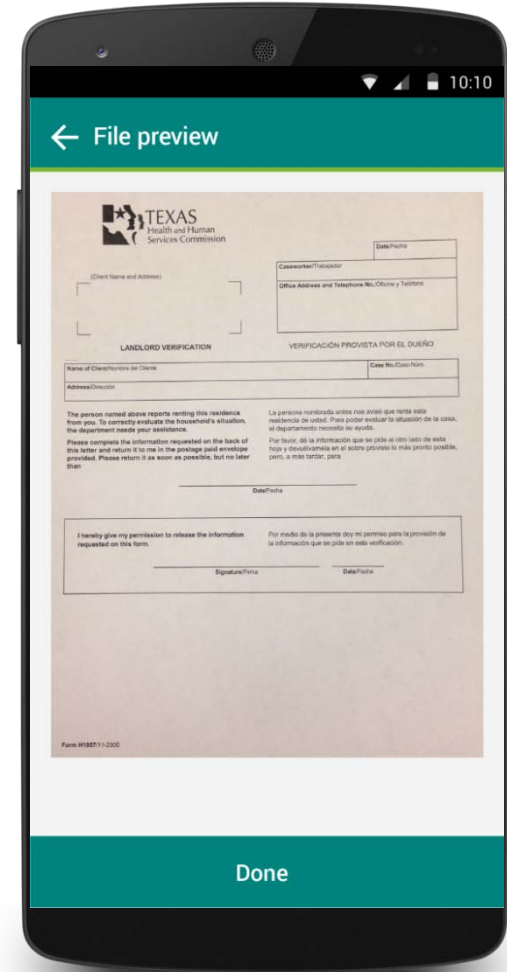 10:10
File preview
TEXAS
Health and Human
Services Commission
Date/Fecha
Caseworker/Trabajador
(Client Name and Address)
Office Address and Telephone No./Oficina y Teléfono
LANDLORD VERIFICATION
VERIFICACIÓN PROVISTA POR EL DUEÑO
Name of Client/Nombre del Cliente
Case No./Caso Núm.
Address/Dirección
The person named above reports renting this residence
from you. To correctly evaluate the household's situation,
the department needs your assistance.
Please complete the information requested on the back of
this letter and return it to me in the postage paid envelope
provided. Please return it as soon as possible, but no later
than
La persona nombrada antes nos avisó que renta esta
residencia de usted. Para poder evaluar la situación de la casa,
el departamento necesita su ayuda.
Por favor, dé la información que se pide al otro lado de esta
hoja y devuélvamela en el sobre provisto lo más pronto posible,
pero, a más tardar, para
Date/Fecha
I hereby give my permission to release the information
requested on this form.
Por medio de la presente doy mi permiso para la provisión de
la información que se pide en esta verificación.
Signature/Firma
Date/Fecha
Form H1857/11-2000
Done